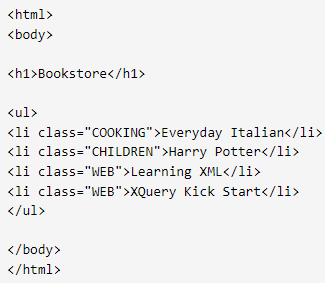 <html>
<body>
<h1>Bookstore</h1>
<ul>
<li class="COOKING">Everyday Italian</li>
<li class="CHILDREN">Harry Potter</li>
<li class="WEB">Learning XML</li>
<li class="WEB">XQuery Kick Start</li>
</ul>
</body>
</html>